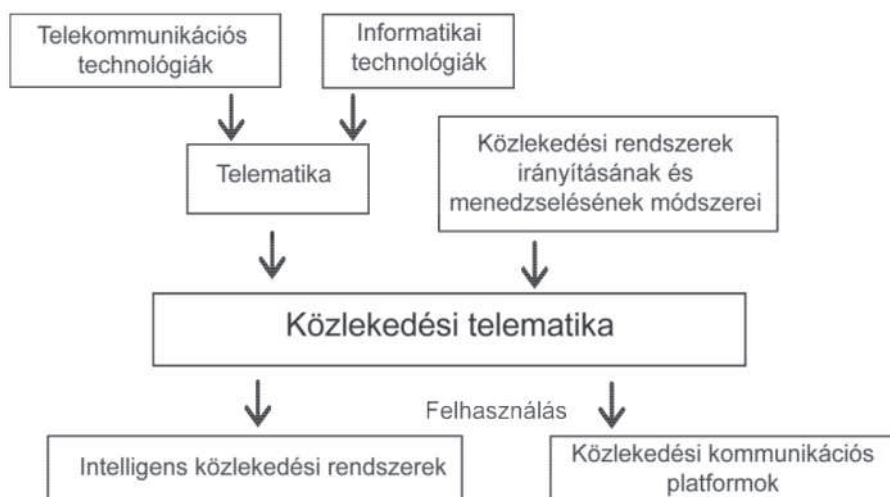 Telekommunikációs
technológiák
Informatikai
technológiák
Telematika
Közlekedési rendszerek
irányításának és
menedzselésének módszerei
Közlekedési telematika
Felhasználás
Intelligens közlekedési rendszerek
Közlekedési kommunikációs
platformok